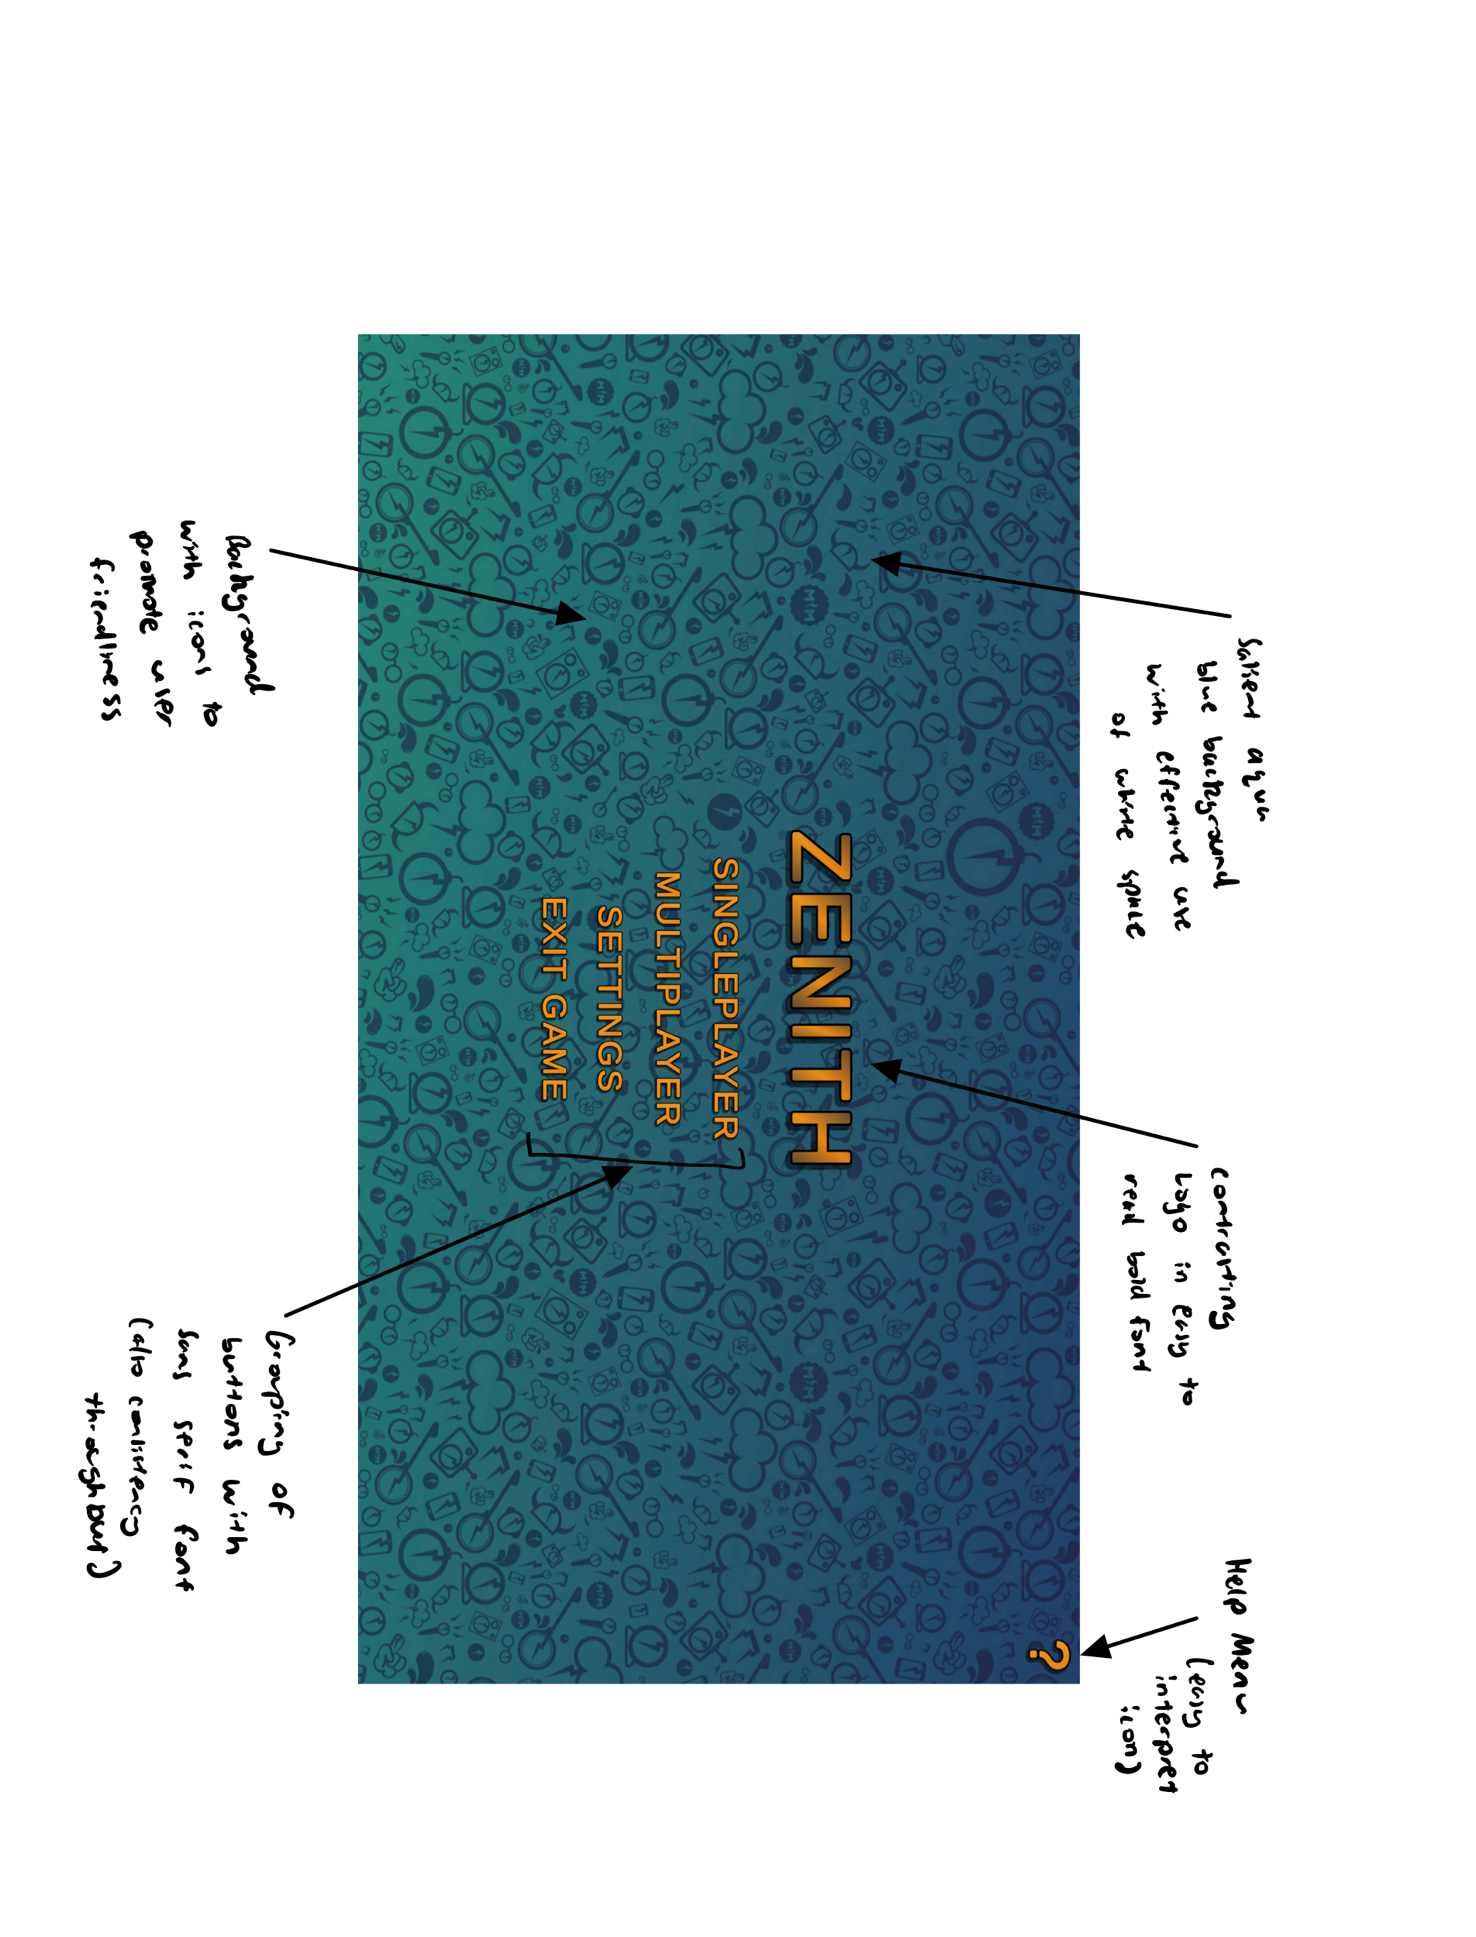 Salient aqua
blue background
with effective use
of white space
contrasting
Logo in easy to
read bold font
Help Menu
(easy to
interpret
icon)
?
ZENITH
SINGLEPLAYER
MULTIPLAYER
SETTINGS
EXIT GAME
Background
with icons to
promote user
friendliness
Grouping of
buttons with
Sans serif font
(also consistency
throughout)